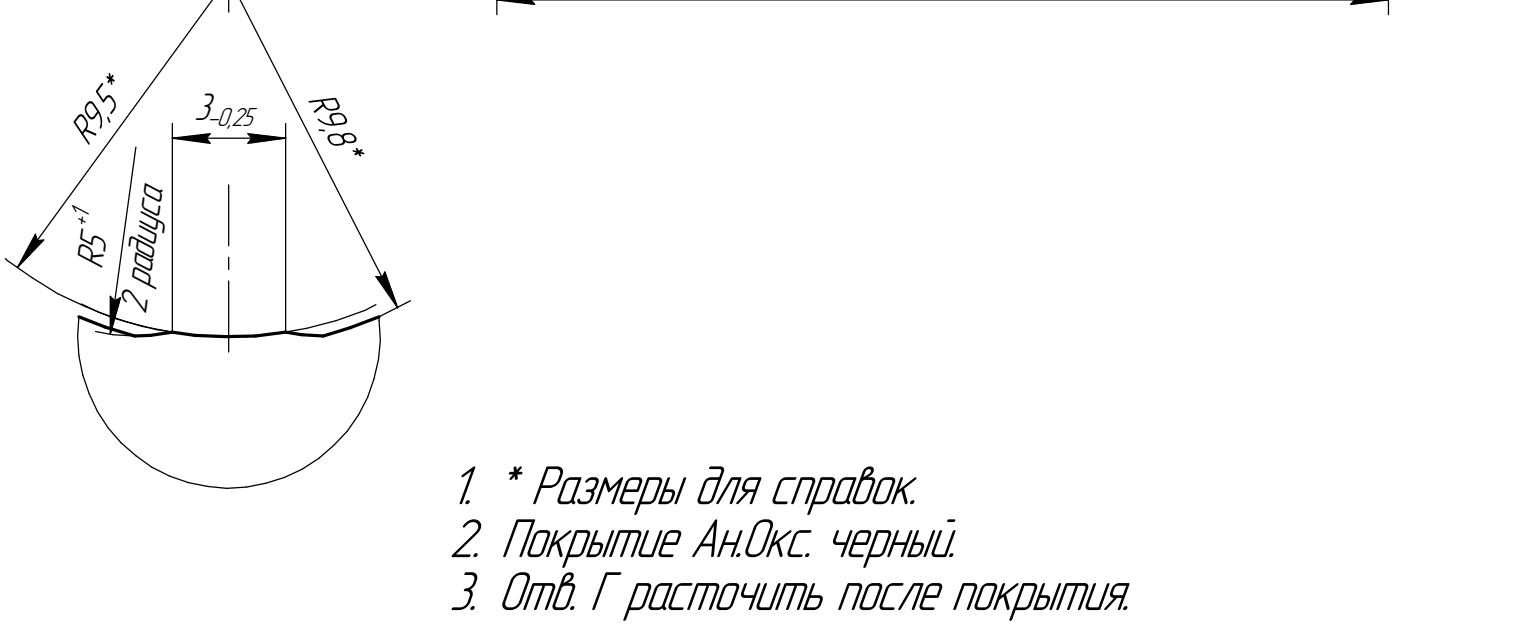 R9,5*
3-0,25
R9,8*
R5+1
2 радиуса
1. * Размеры для справок.
2. Покрытие Ан.Окс. черный.
3. Отв. Г расточить после покрытия.